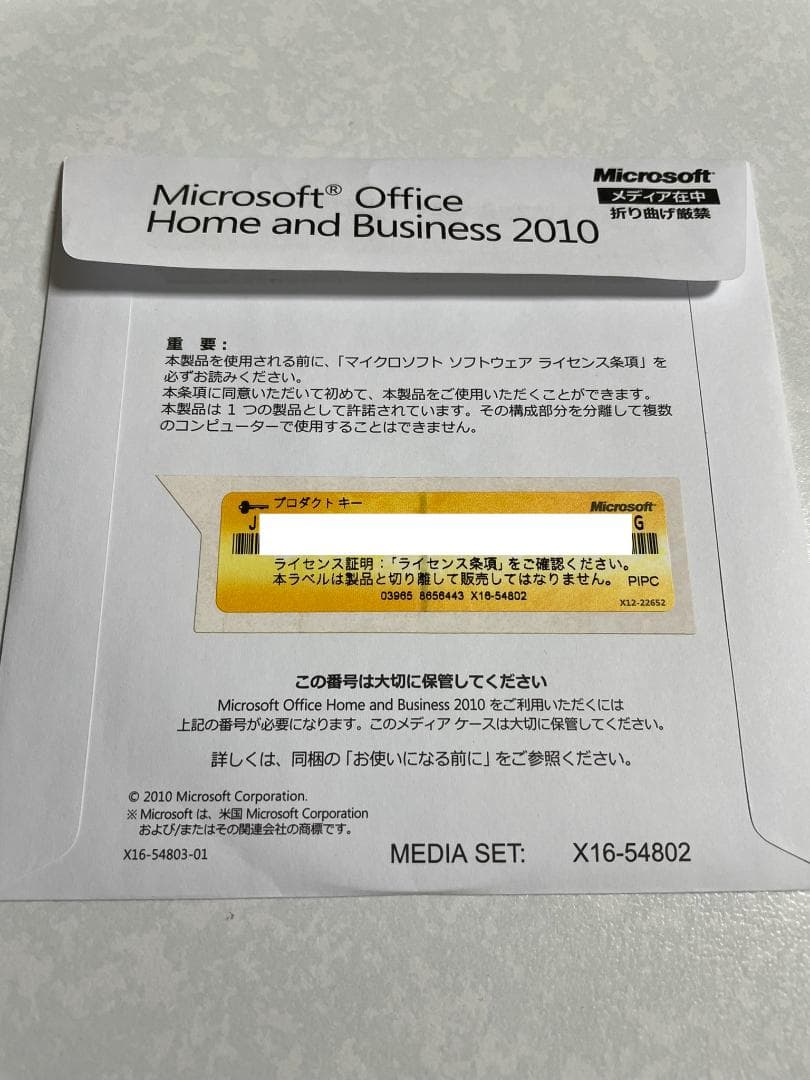 Microsoft® Office
Home and Business 2010
Microsoft
メディア在中
折り曲げ厳禁
重 要：
本製品を使用される前に、「マイクロソフト ソフトウェア ライセンス条項」を
必ずお読みください。
本条項に同意いただいて初めて、本製品をご使用いただくことができます。
本製品は 1 つの製品として許諾されています。その構成部分を分離して複数
のコンピューターで使用することはできません。
プロダクト キー
Microsoft
J G
ライセンス証明：「ライセンス条項」をご確認ください。
本ラベルは製品と切り離して販売してはなりません。 PIPC
03965 8656443 X16-54802
X12-22652
この番号は大切に保管してください
Microsoft Office Home and Business 2010 をご利用いただくには
上記の番号が必要になります。このメディア ケースは大切に保管してください。
詳しくは、同梱の「お使いになる前に」をご参照ください。
© 2010 Microsoft Corporation.
※ Microsoft は、米国 Microsoft Corporation
および/またはその関連会社の商標です。
X16-54803-01
MEDIA SET: X16-54802